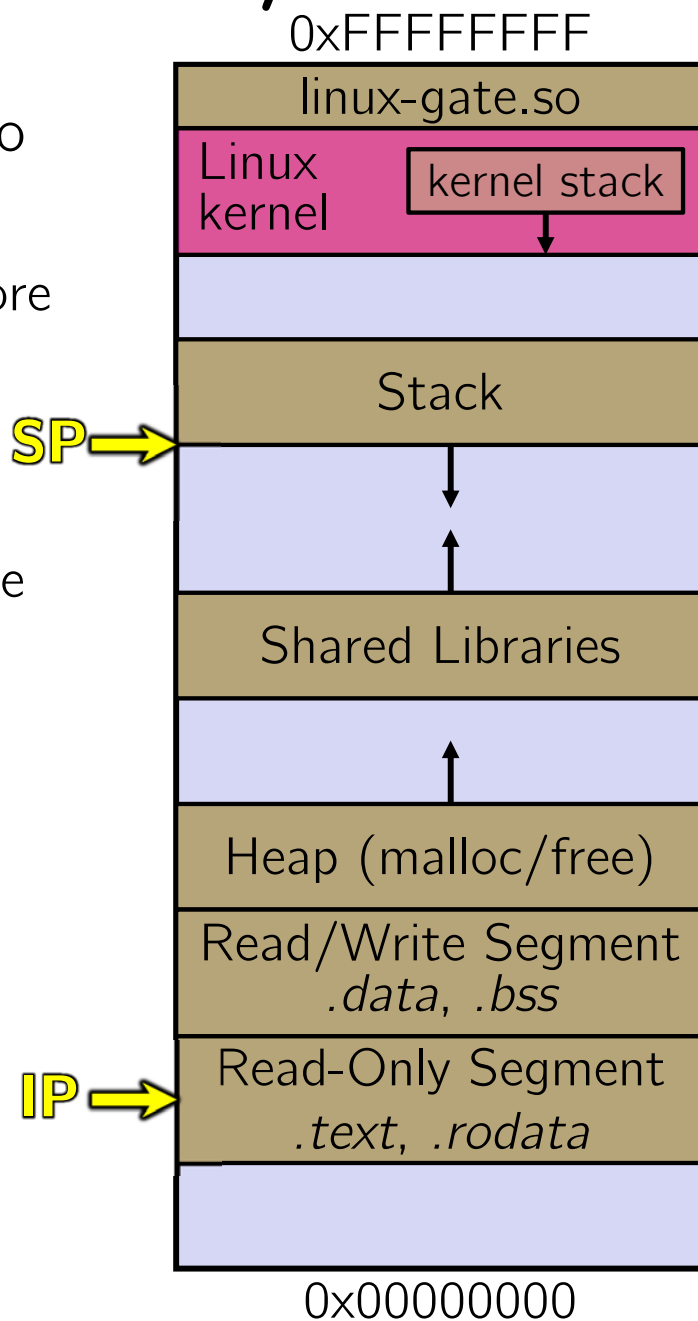 0xFFFFFFFF
linux-gate.so
o
Linux
kernel
kernel stack
ore
Stack
SP
e
Shared Libraries
Heap (malloc/free)
Read/Write Segment
.data, .bss
Read-Only Segment
IP
.text, .rodata
0x00000000